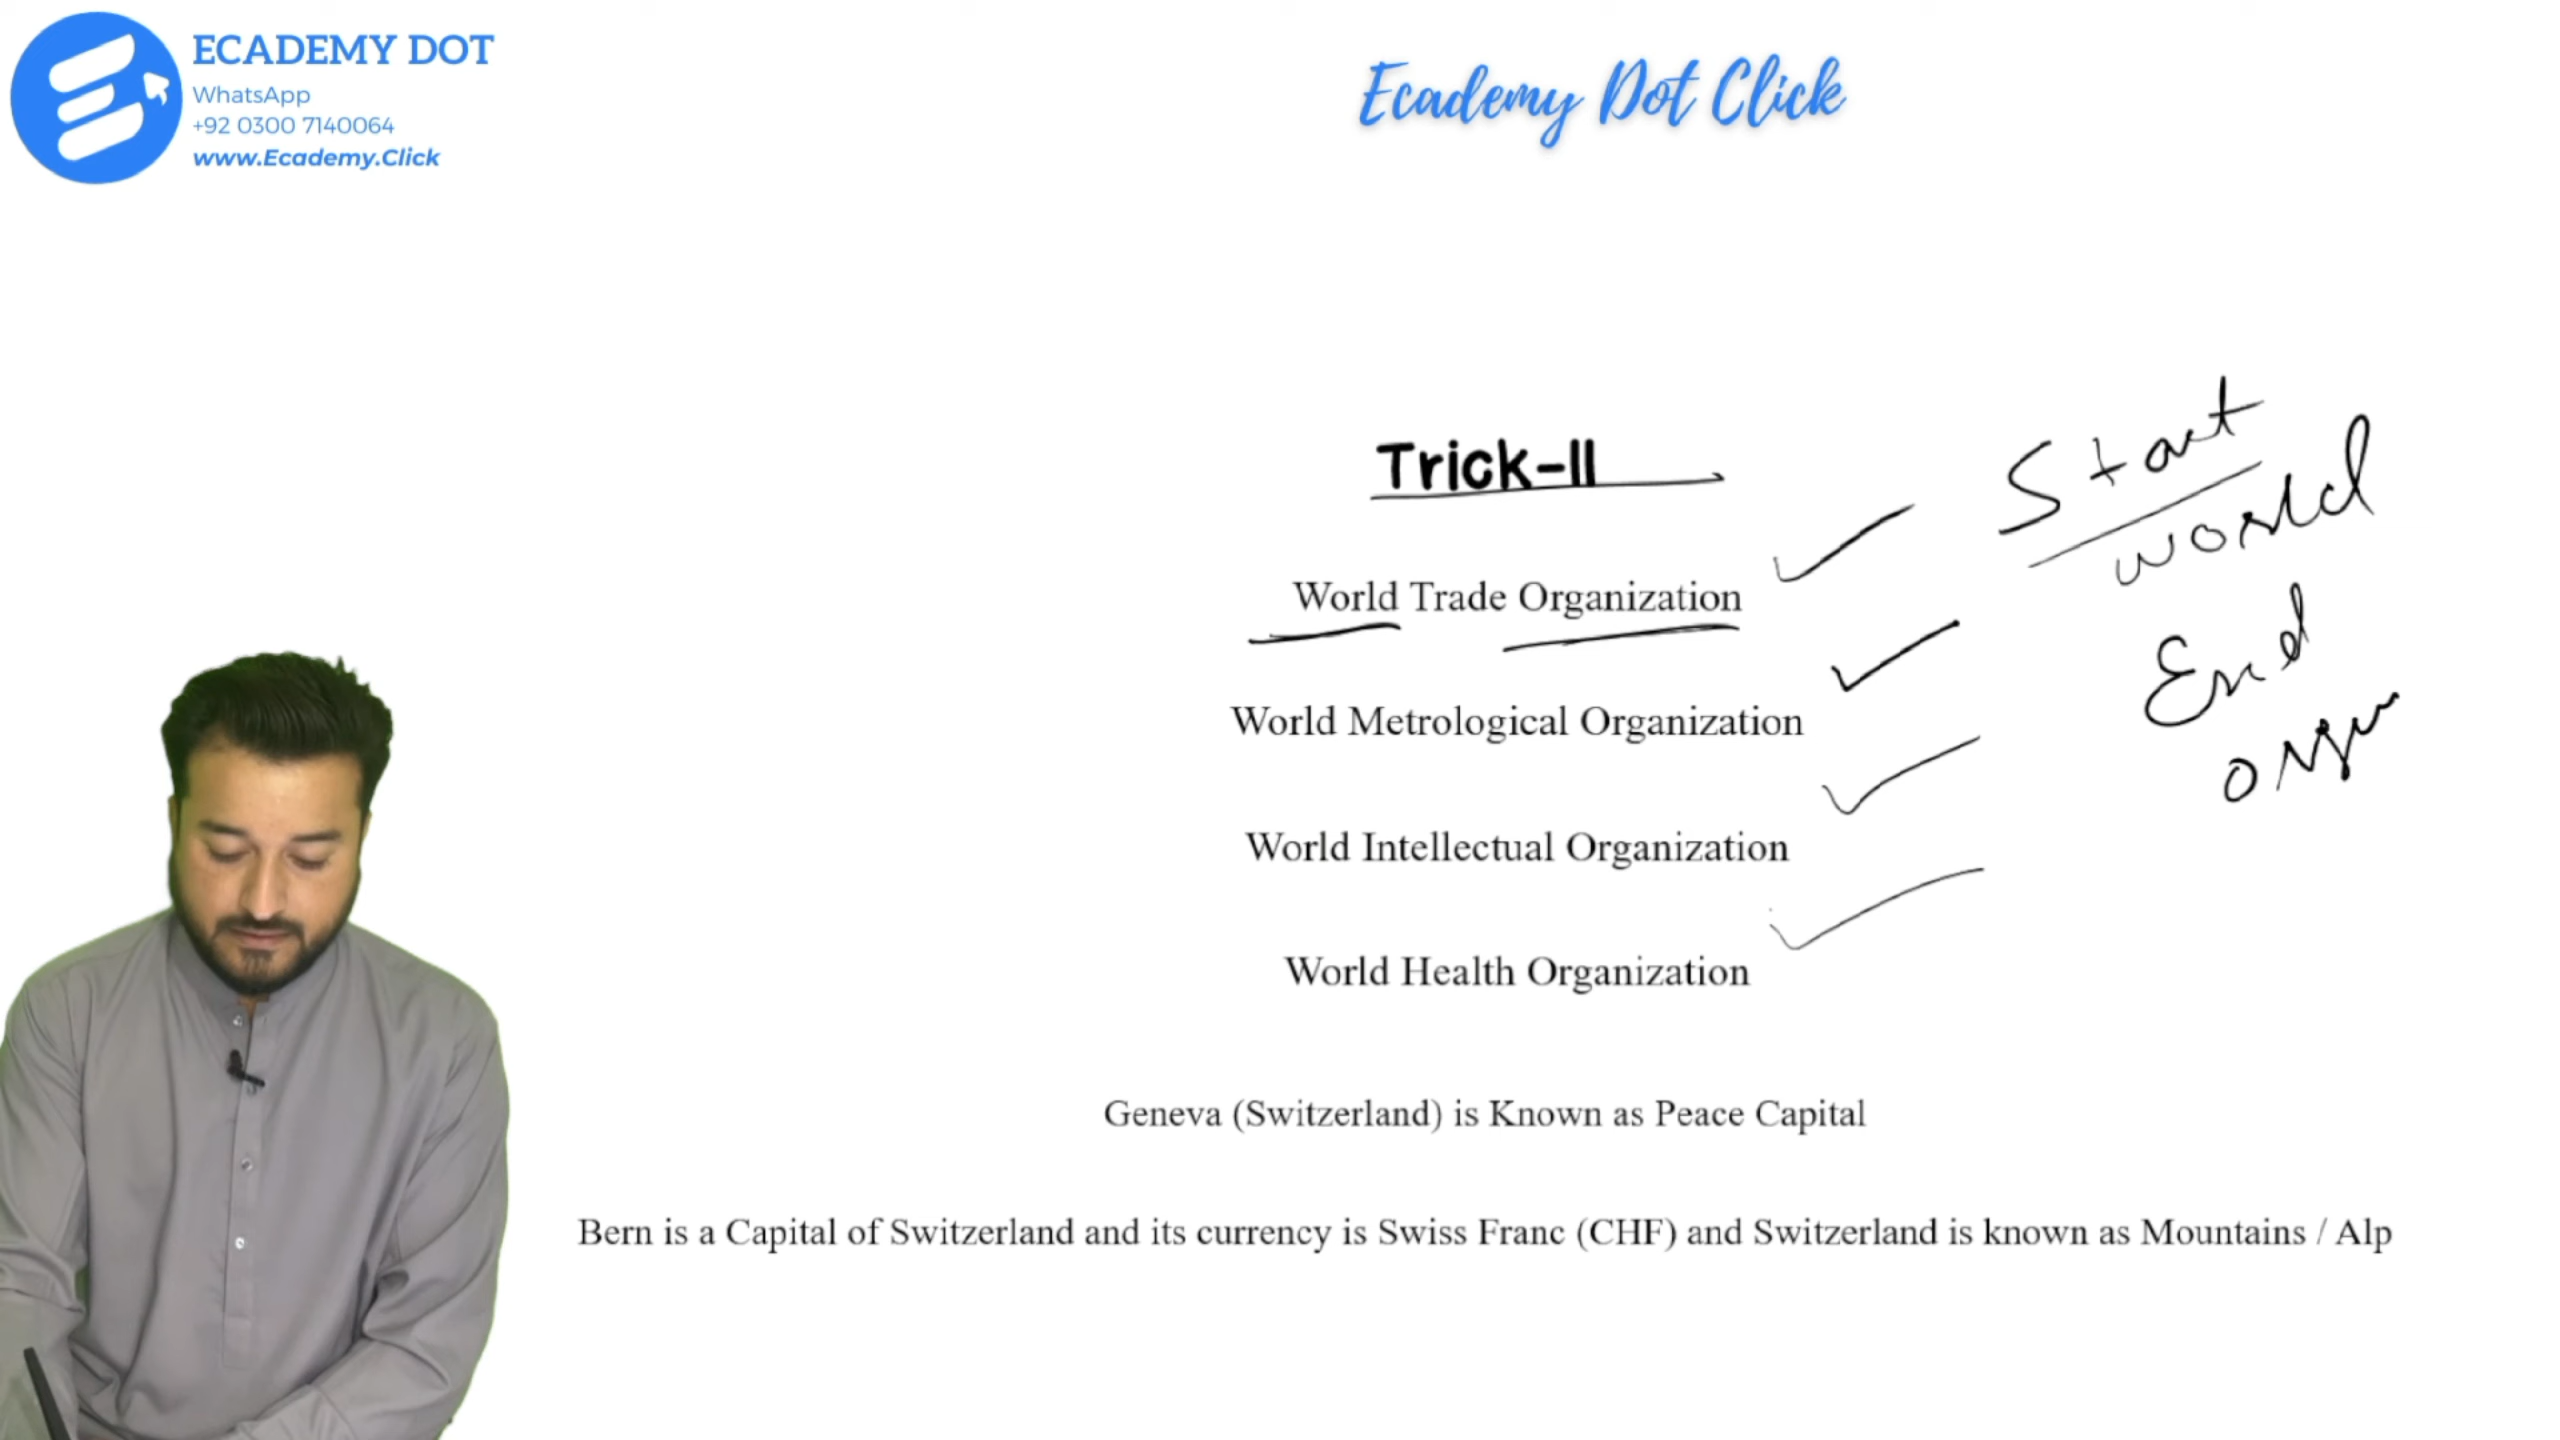 ECADEMY DOT
WhatsApp
+92 0300 7140064
www.Ecademy.Click
Ecademy Dot Click
Trick-II
Start
World
World Trade Organization
End
World Metrological Organization
World Intellectual Organization
World Health Organization
Geneva (Switzerland) is Known as Peace Capital
Bern is a Capital of Switzerland and its currency is Swiss Franc (CHF) and Switzerland is known as Mountains / Alp